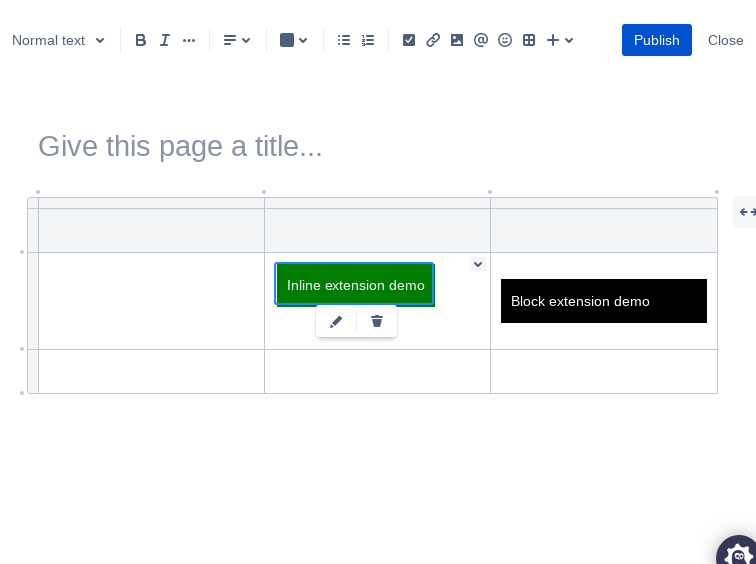 Normal text
Publish
Close
Give this page a title...
Inline extension demo
Block extension demo